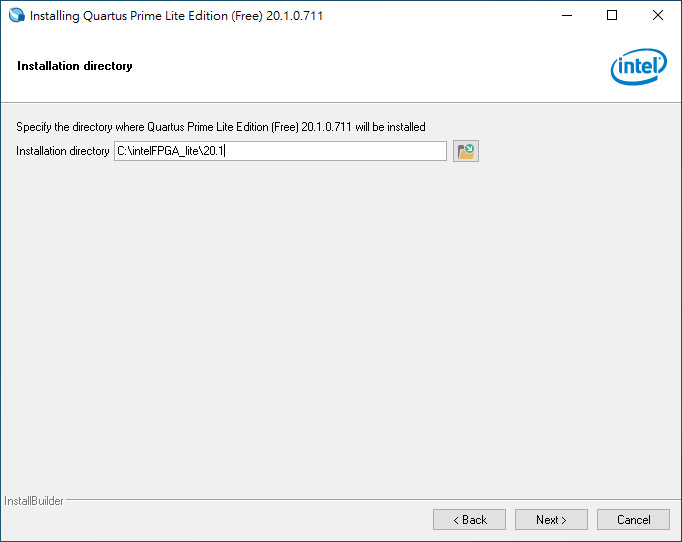 Installing Quartus Prime Lite Edition (Free) 20.1.0.711
Installation directory
intel
Specify the directory where Quartus Prime Lite Edition (Free) 20.1.0.711 will be installed
Installation directory C:\intelFPGA_lite\20.1
InstallBuilder
< Back Next > Cancel